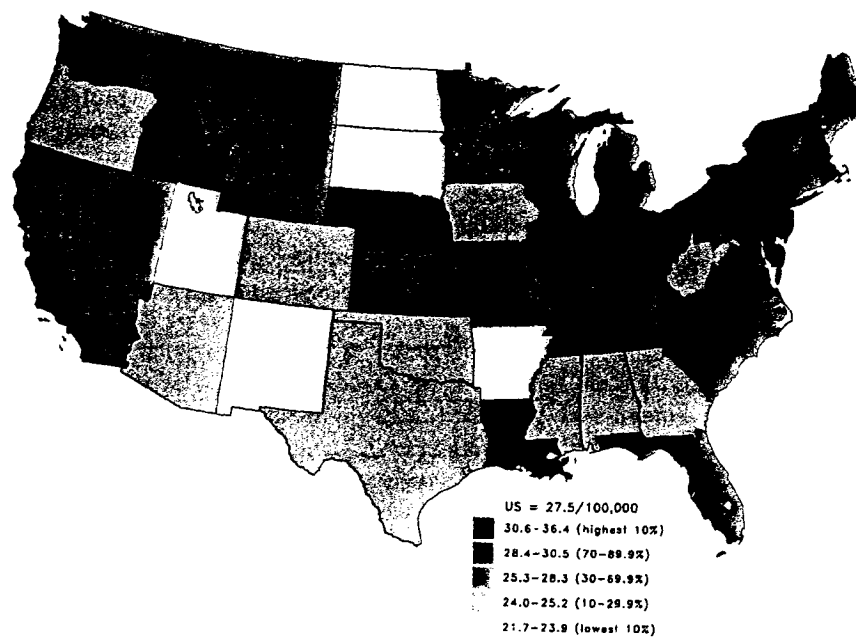 US = 27.5/100,000
30.6-36.4 (highest 10%)
28.4-30.5 (70-89.9%)
25.3-28.3 (30-69.9%)
24.0-25.2 (10-29.9%)
21.7-23.9 (lowest 10%)